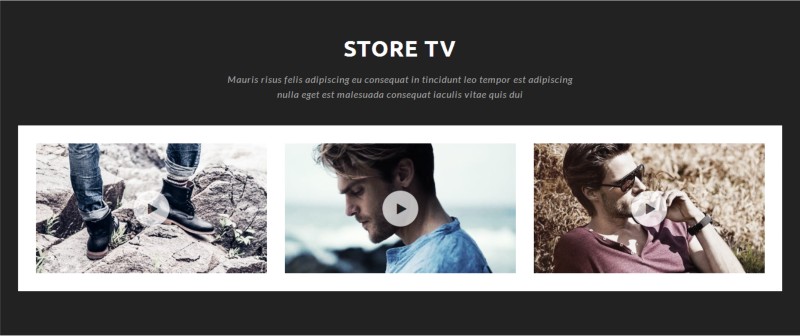 STORE TV
Mauris risus felis adipiscing eu consequat in tincidunt leo tempor est adipiscing
nulla eget est malesuada consequat iaculis vitae quis dui